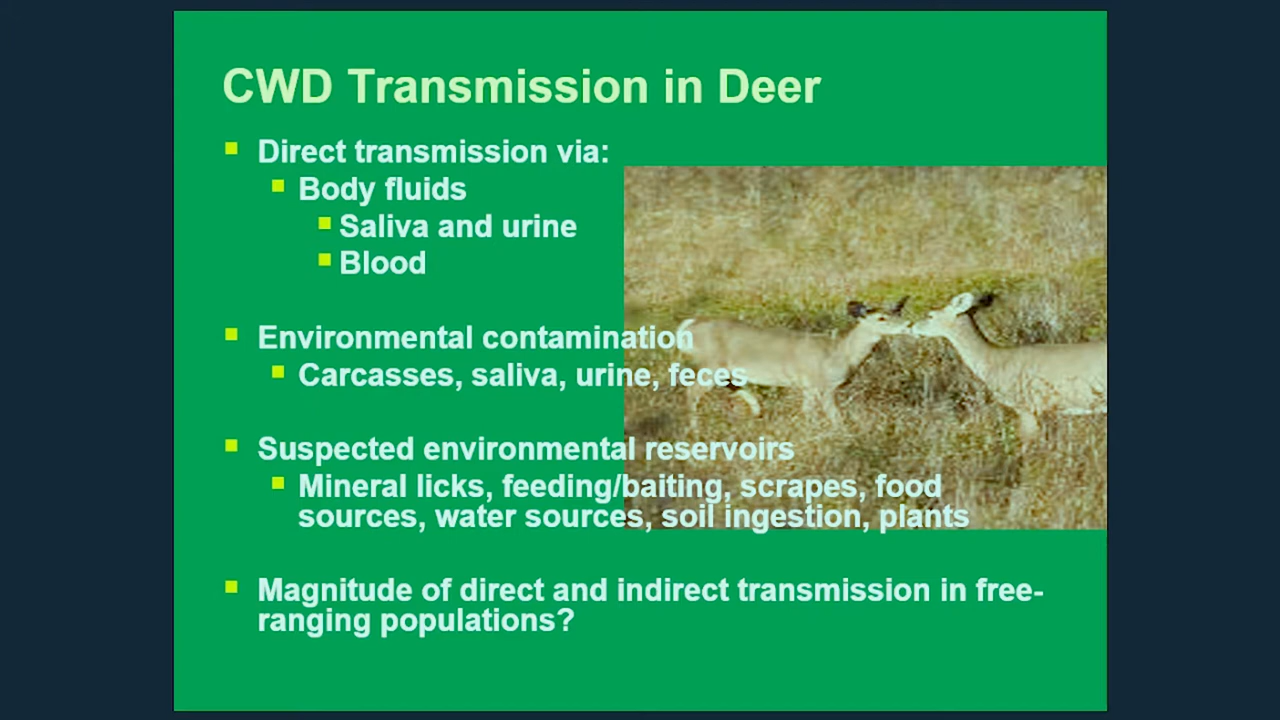 CWD Transmission in Deer
Direct transmission via:
Body fluids
Saliva and urine
Blood
Environmental contamination
Carcasses, saliva, urine, feces
Suspected environmental reservoirs
Mineral licks, feeding/baiting, scrapes, food
sources, water sources, soil ingestion, plants
Magnitude of direct and indirect transmission in free-
ranging populations?